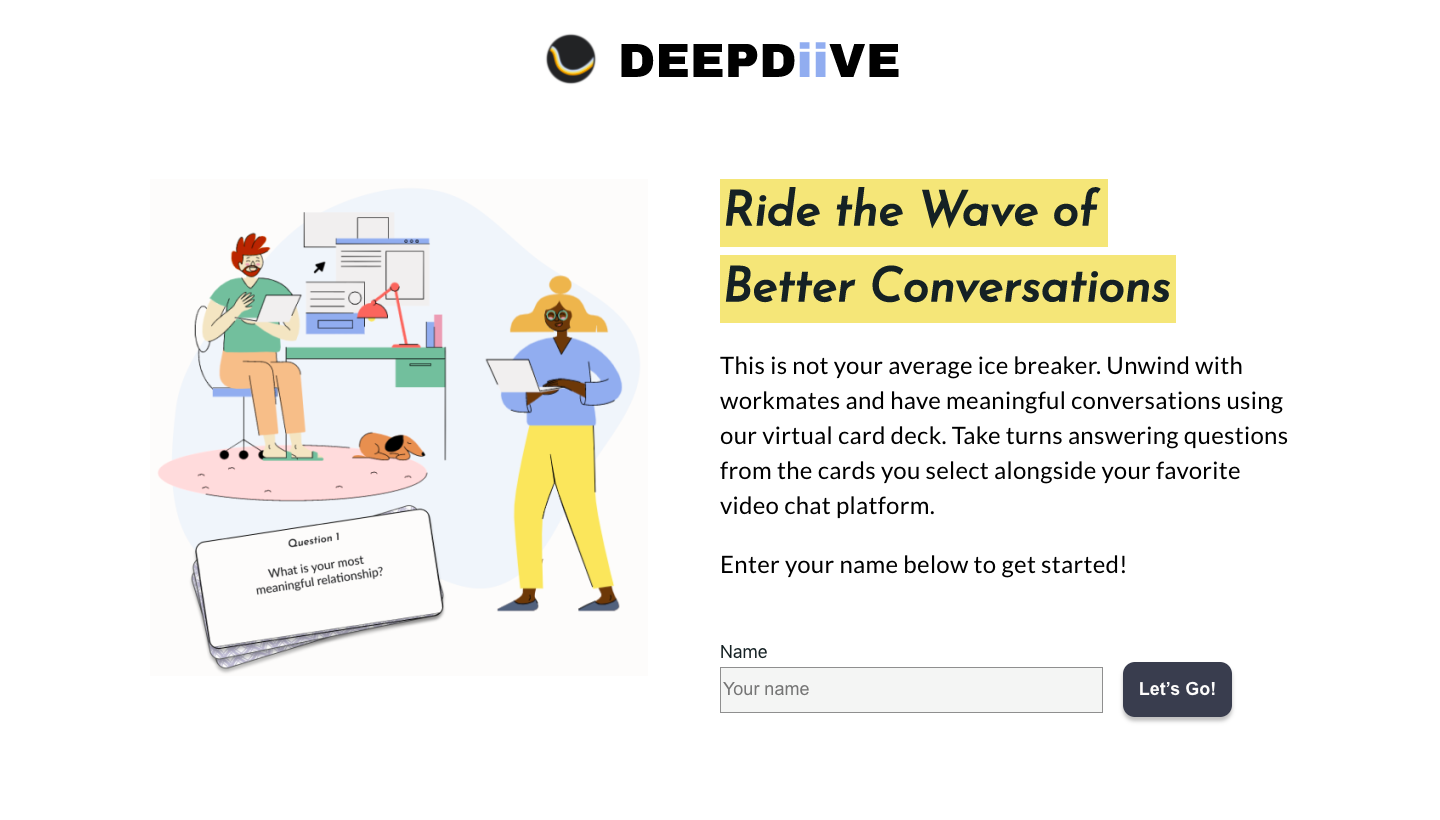 DEEPDiiVE
Ride the Wave of
Better Conversations
This is not your average ice breaker. Unwind with
workmates and have meaningful conversations using
our virtual card deck. Take turns answering questions
from the cards you select alongside your favorite
video chat platform.
Enter your name below to get started!
Question 1
What is your most
meaningful relationship?
Name
Your name
Let’s Go!